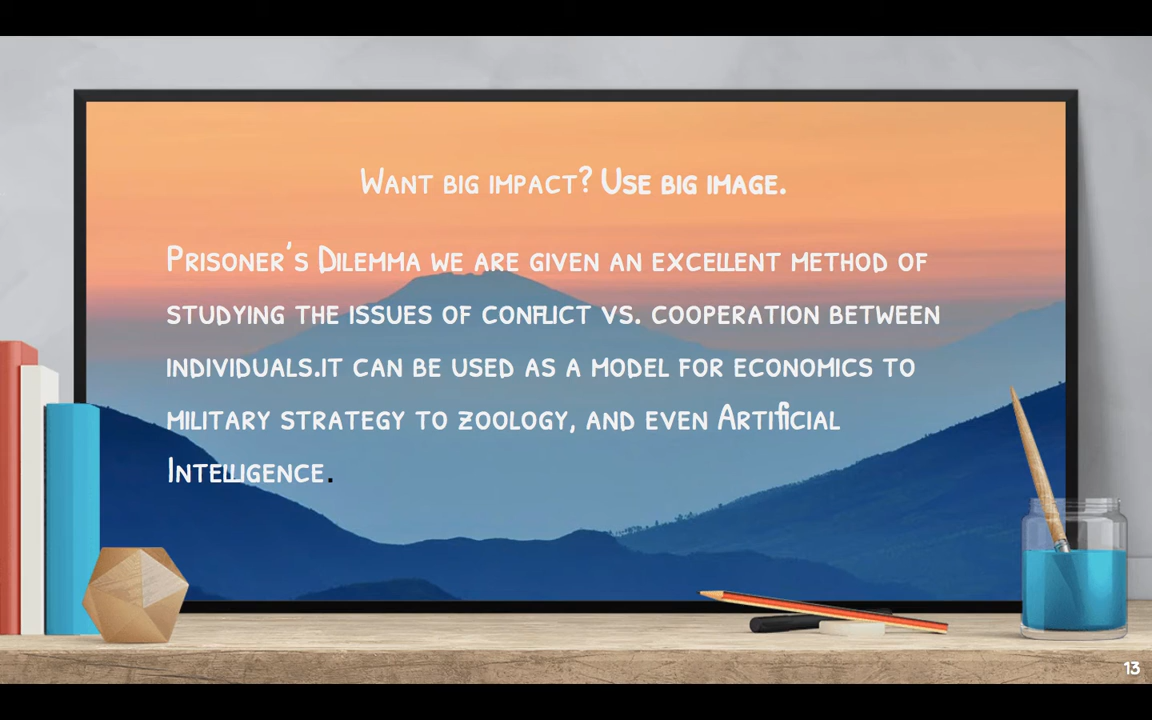 Want big impact? Use big image.
Prisoner's Dilemma we are given an excellent method of
studying the issues of conflict vs. cooperation between
individuals.it can be used as a model for economics to
military strategy to zoology, and even Artificial
Intelligence.
13